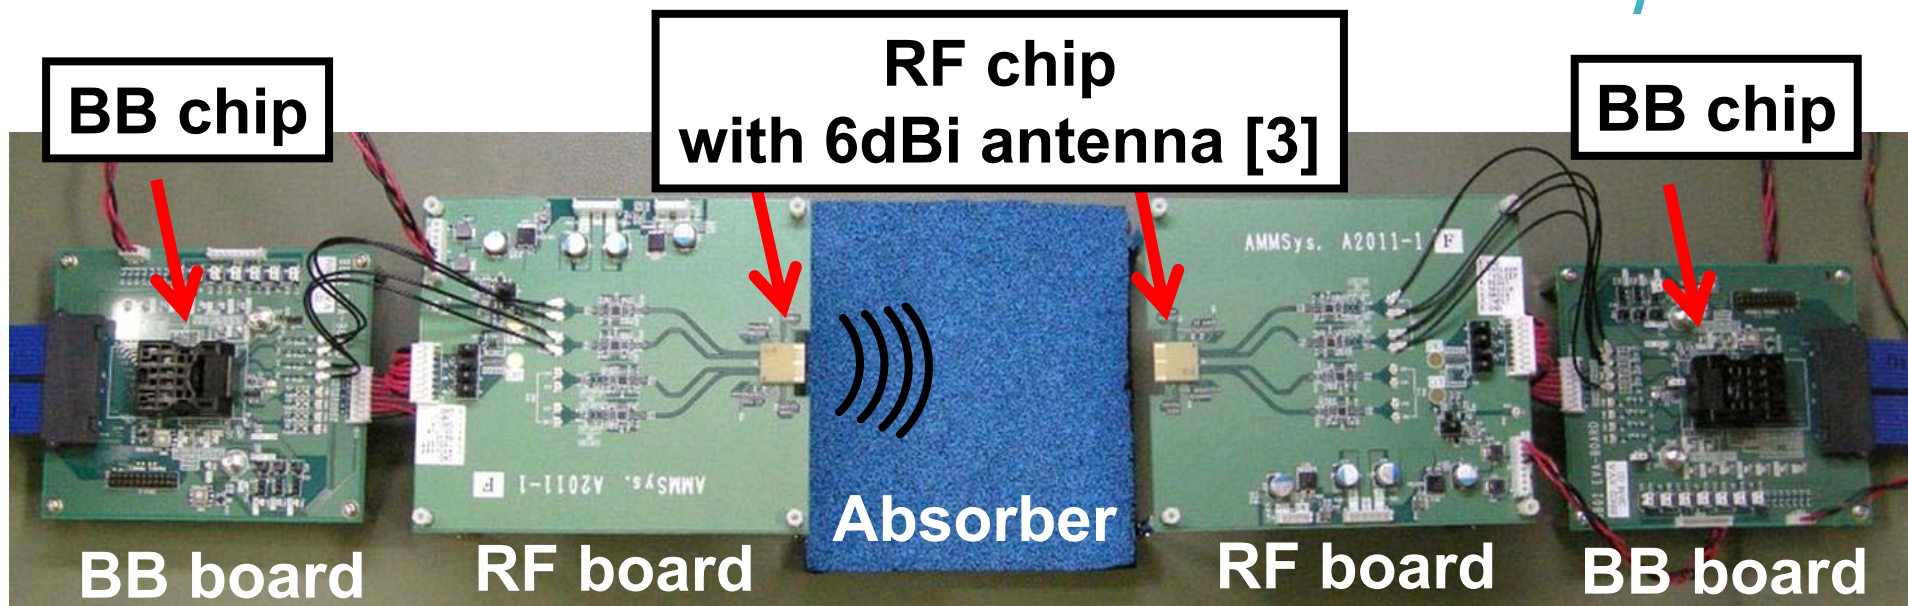 BB chip
RF chip
with 6dBi antenna [3]
BB chip
AMMSys. A2011-1 F
AMMSys. A2011-1 F
Absorber
BB board
RF board
RF board
BB board